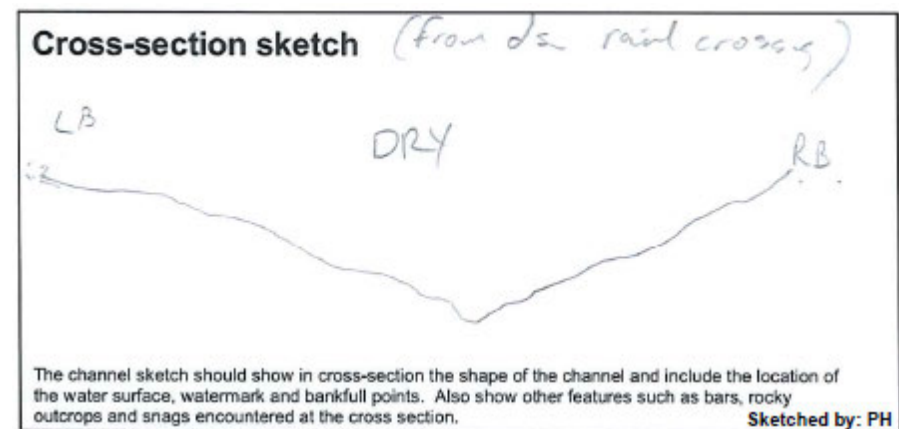 Cross-section sketch (from ds crossing)
LB
DRY
RB
The channel sketch should show in cross-section the shape of the channel and include the location of
the water surface, watermark and bankfull points. Also show other features such as bars, rocky
outcrops and snags encountered at the cross section.
Sketched by: PH